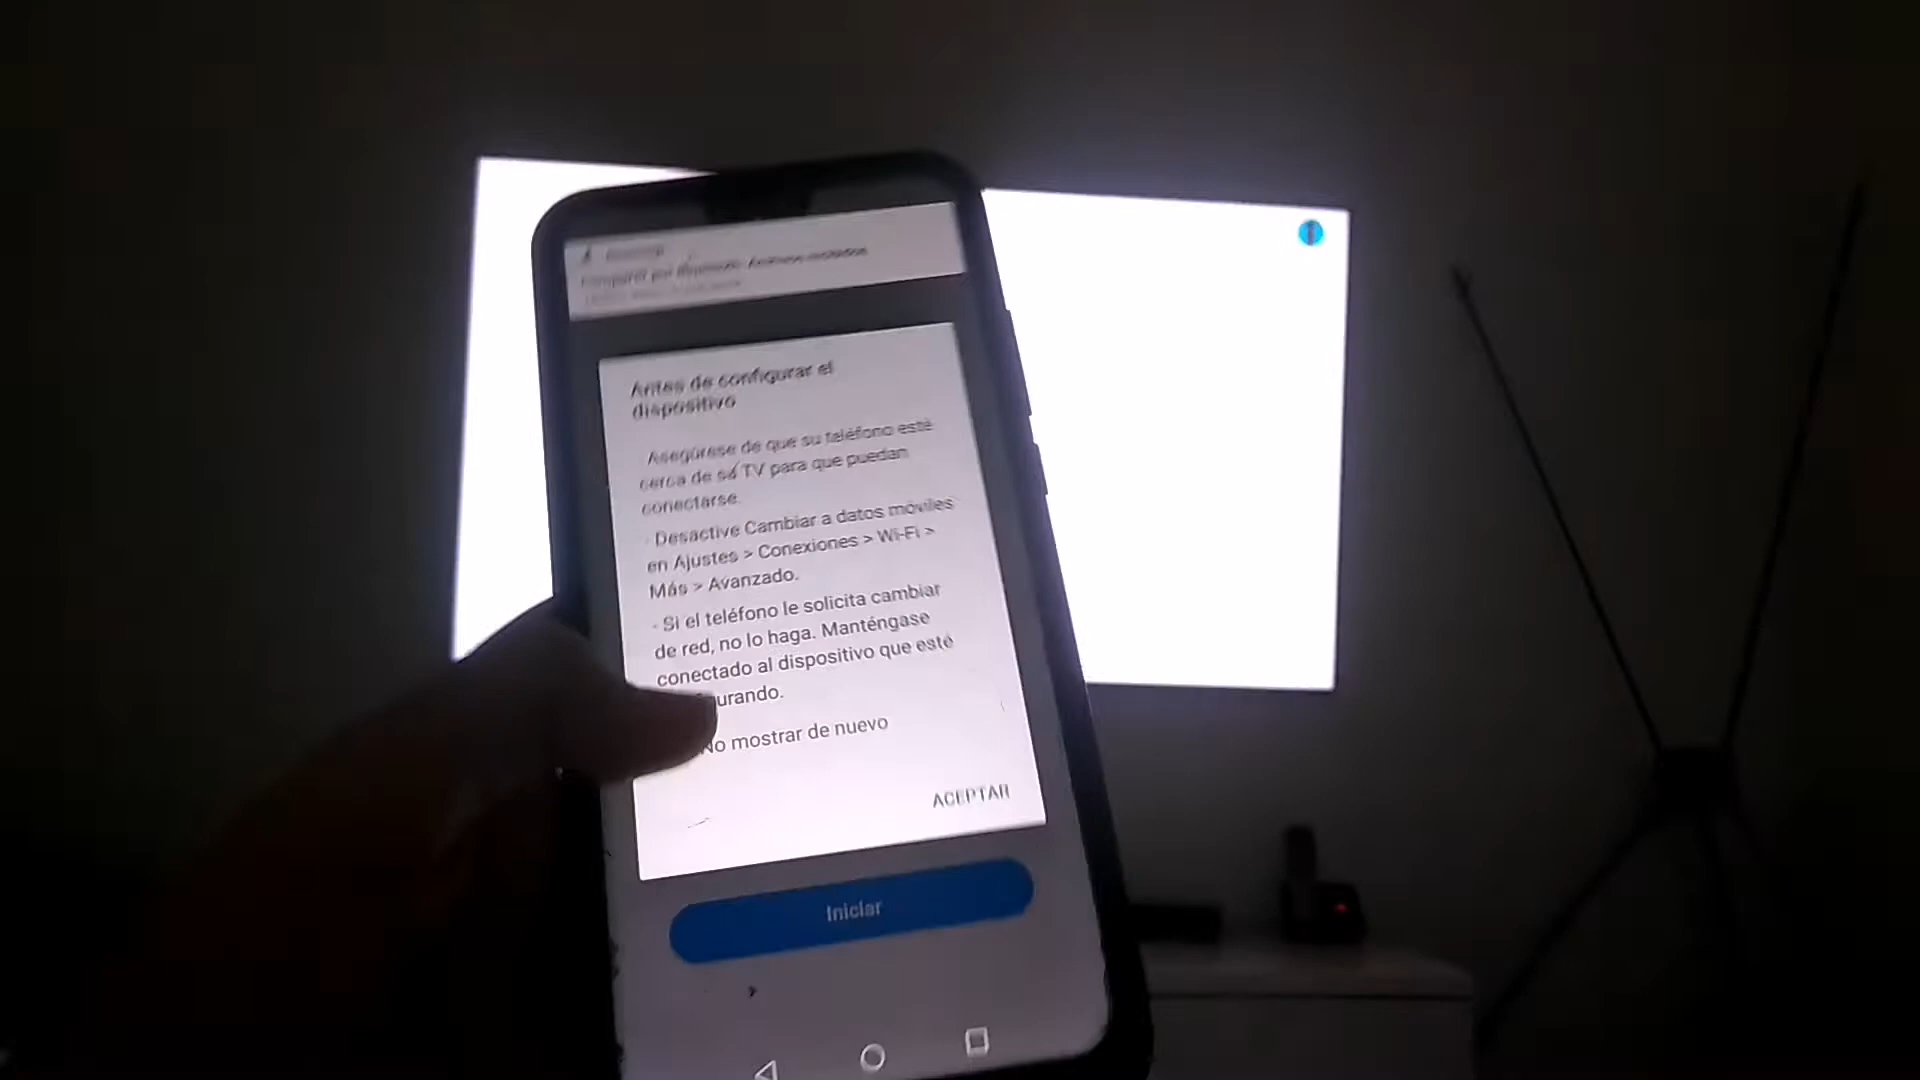 Antes de configurar el
dispositivo
Asegúrese de que su teléfono esté
cerca de su TV para que puedan
conectarse.
- Desactive Cambiar a datos móviles
en Ajustes > Conexiones > Wi-Fi >
Más > Avanzado.
- Si el teléfono le solicita cambiar
de red, no lo haga. Manténgase
conectado al dispositivo que esté
urando.
No mostrar de nuevo
ACEPTAR
Iniciar